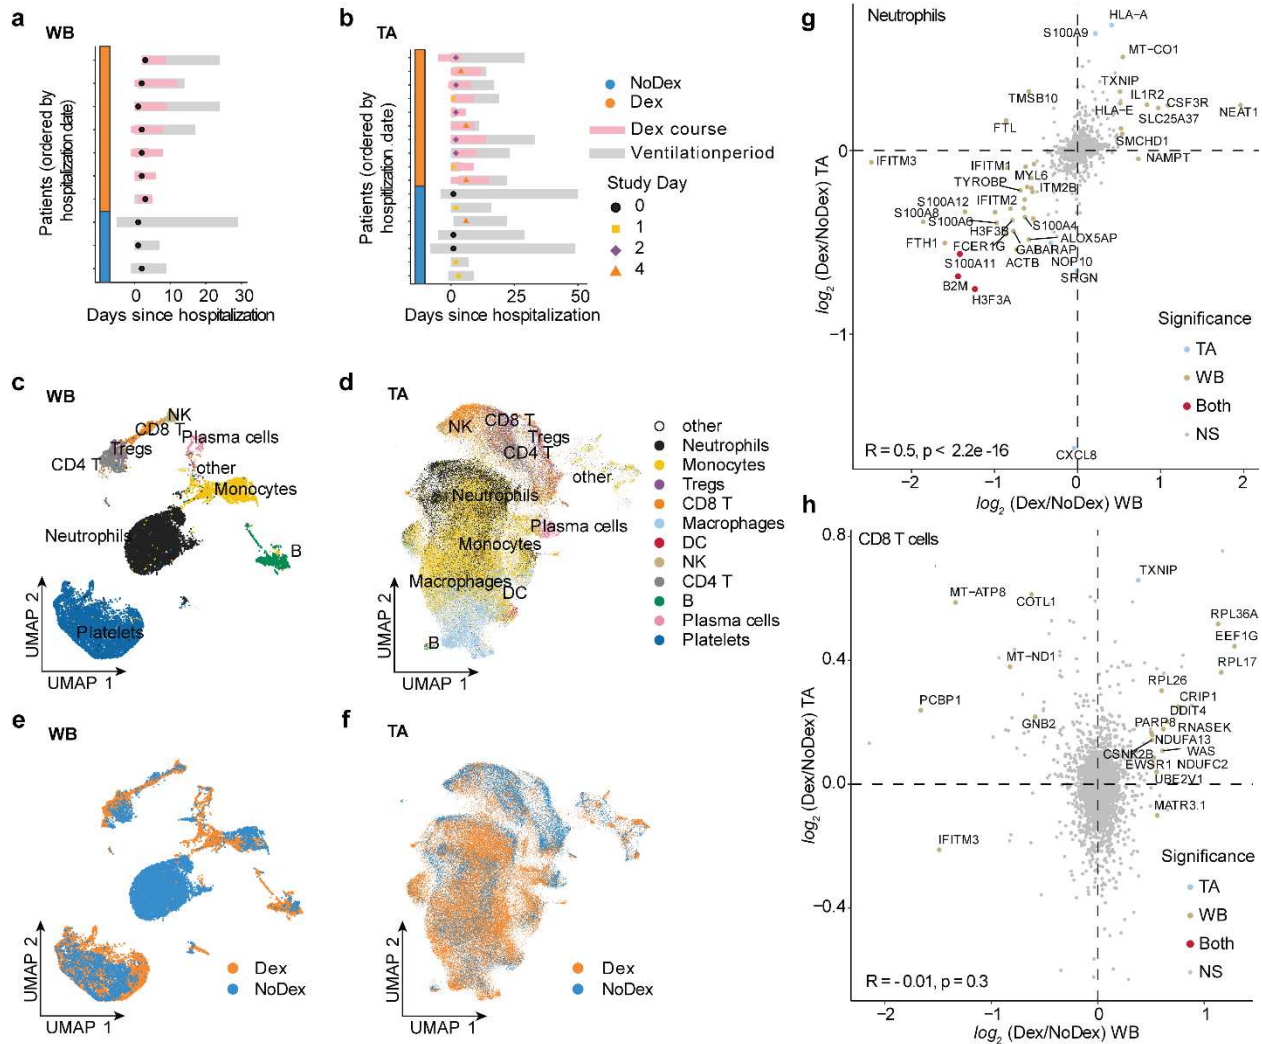 a
WB
Patients (ordered by
hospitlization date)
0
10
20
30
Days since hospitalization
b
TA
Patients (ordered by
hospitlization date)
0
25
50
Days since hospitalization
NoDex
Dex
Dex course
Ventilationperiod
Study Day
0
1
2
4
c
WB
NK
CD8 T
Plasma cells
Tregs
CD4 T
other
Monocytes
Neutrophils
B
Platelets
UMAP 2
UMAP 1
d
TA
NK
CD8 T
Tregs
CD4 T
other
Neutrophils
Plasma cells
Monocytes
Macrophages
DC
B
UMAP 2
UMAP 1
other
Neutrophils
Monocytes
Tregs
CD8 T
Macrophages
DC
NK
CD4 T
B
Plasma cells
Platelets
e
WB
UMAP 2
UMAP 1
Dex
NoDex
f
TA
UMAP 2
UMAP 1
Dex
NoDex
g
Neutrophils
HLA-A
S100A9
MT-CO1
TXNIP
IL1R2
TMSB10
CSF3R
HLA-E
SLC25A37
NEAT1
FTL
SMCHD1
0
IFITM3
NAMPT
IFITM1
MYL6
TYROBP
ITM2B
S100A12
IFITM2
S100A8
S100A6
S100A4
H3F3B
ALOX5AP
FTH1
FCER1G
GABARAP
S100A11
ACTB
NOP10
SRGN
B2M
H3F3A
−1
log2 (Dex/NoDex) TA
Significance
TA
WB
Both
NS
CXCL8
R = 0.5, p < 2.2e -16
−2
−1
0
1
2
log2 (Dex/NoDex) WB
h
0.8
CD8 T cells
TXNIP
MT−ATP8
COTL1
RPL36A
EEF1G
0.4
MT−ND1
RPL17
RPL26
PCBP1
CRIP1
DDIT4
GNB2
PARP8
RNASEK
NDUFA13
CSNK2B
WAS
EWSR1
NDUFC2
UBE2V1
0.0
MATR3.1
IFITM3
−0.4
log2 (Dex/NoDex) TA
Significance
TA
WB
Both
NS
R = - 0.01, p = 0.3
−2
−1
0
1
log2 (Dex/NoDex) WB